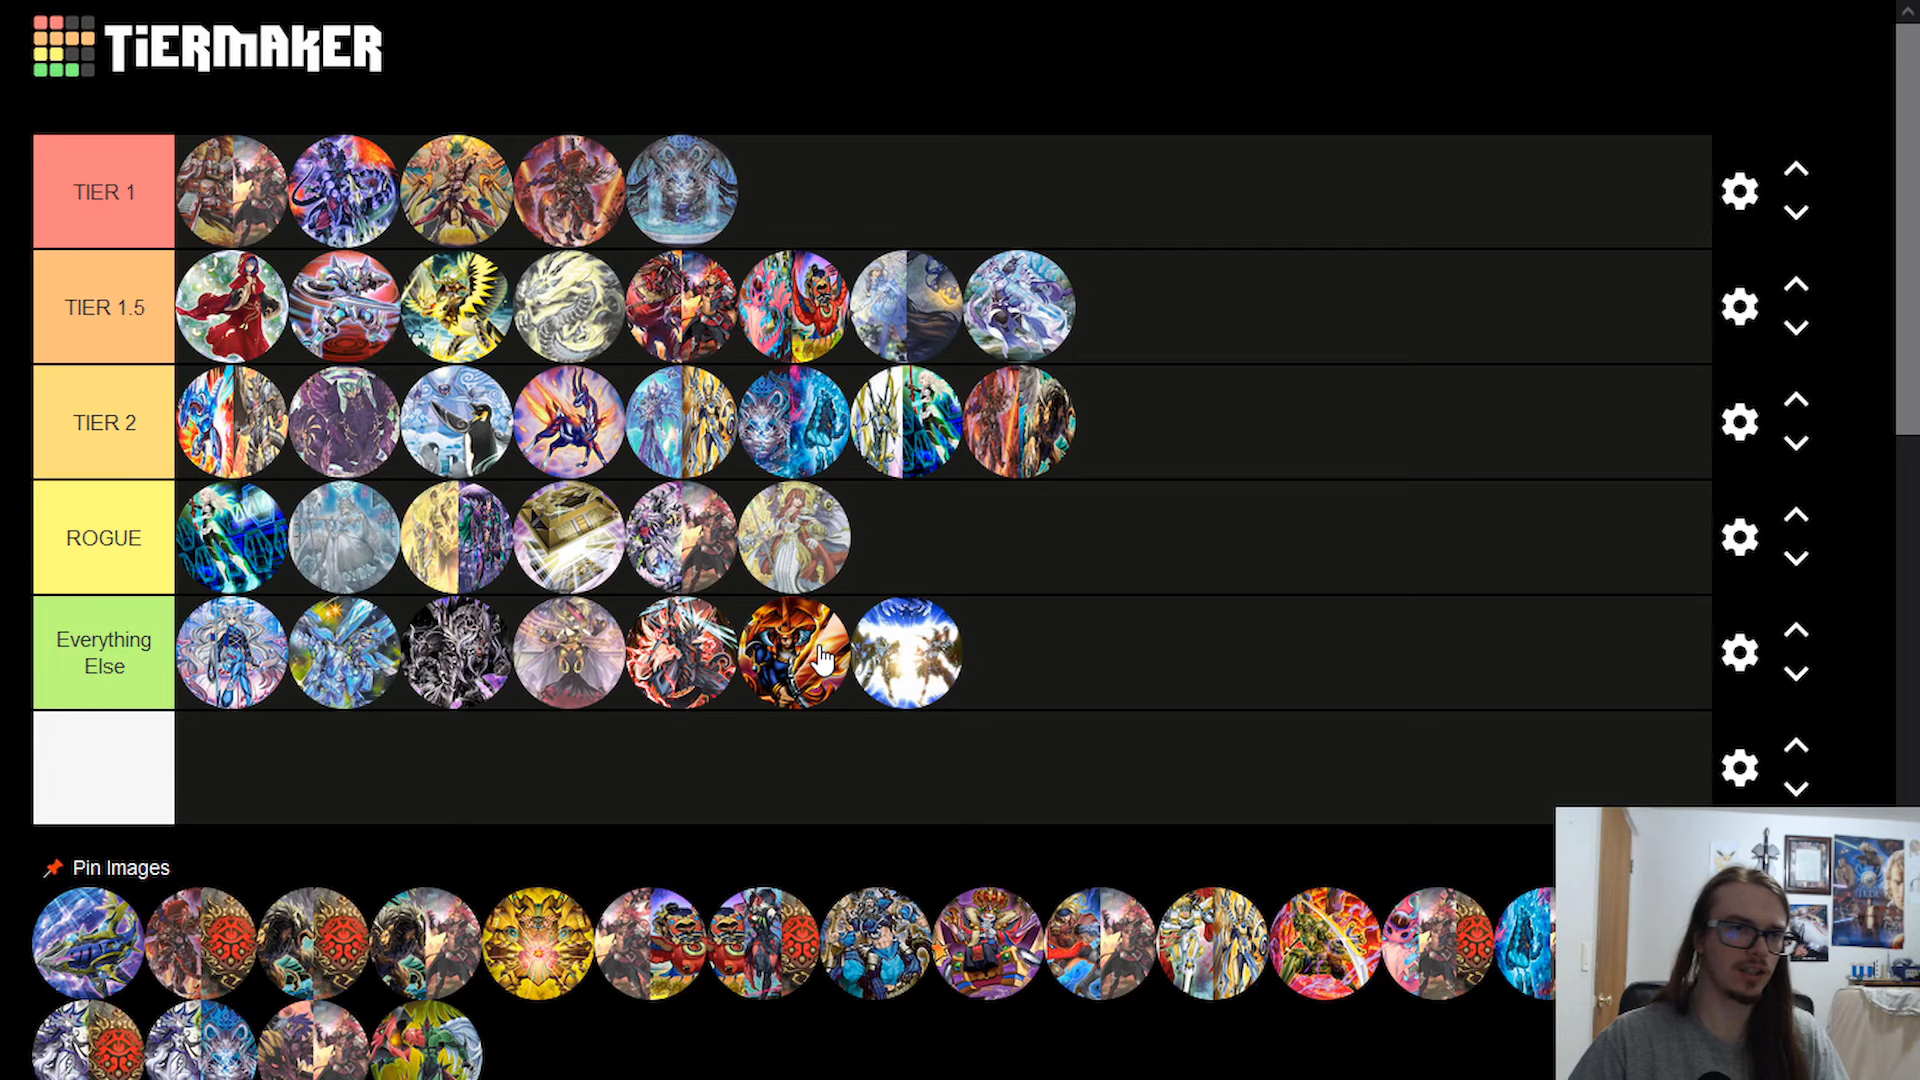 TiERMAKER
TIER 1
TIER 1.5
TIER 2
ROGUE
Everything
Else
Pin Images